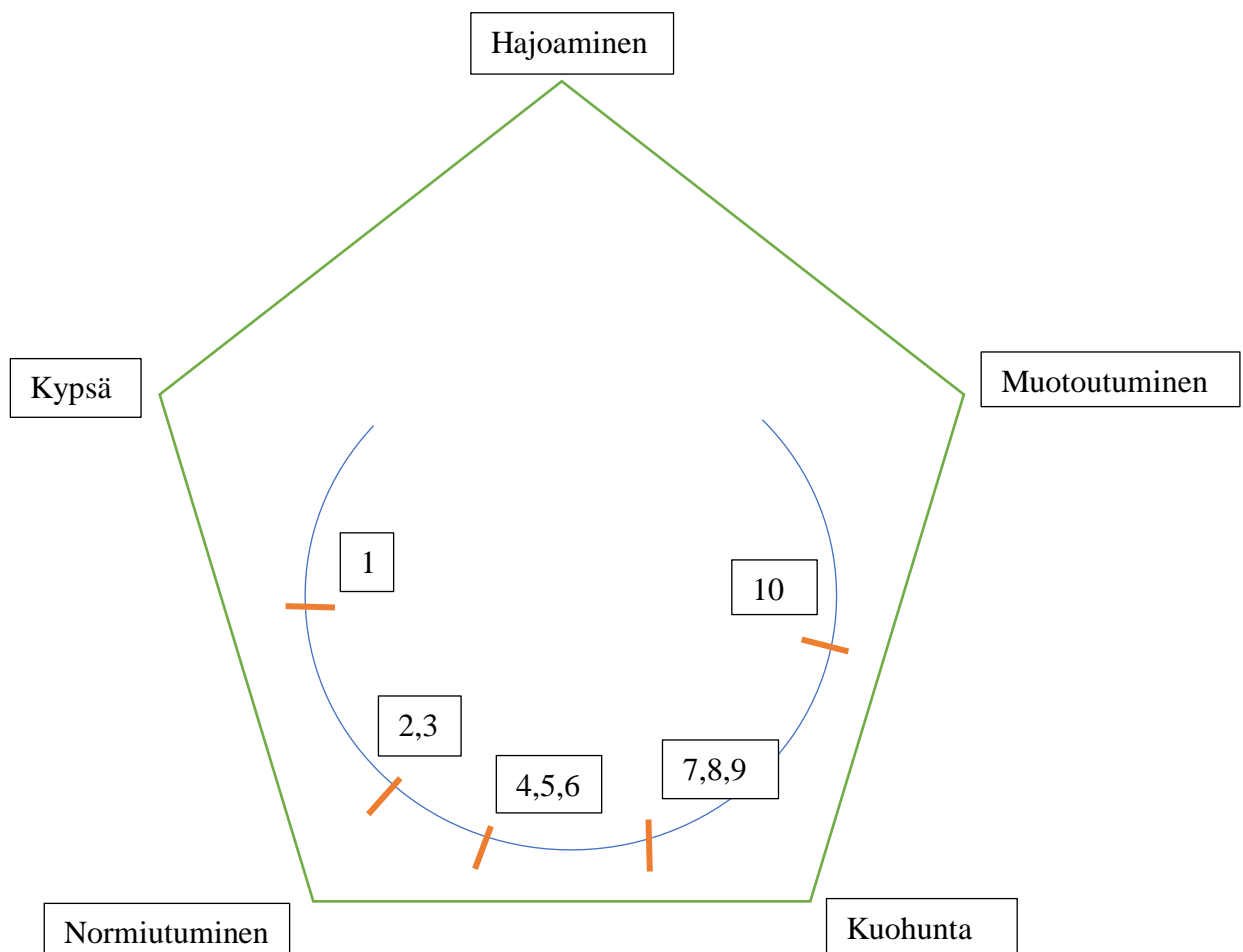 Hajoaminen
Kypsä
Muotoutuminen
1
10
2,3
4,5,6
7,8,9
Normiutuminen
Kuohunta